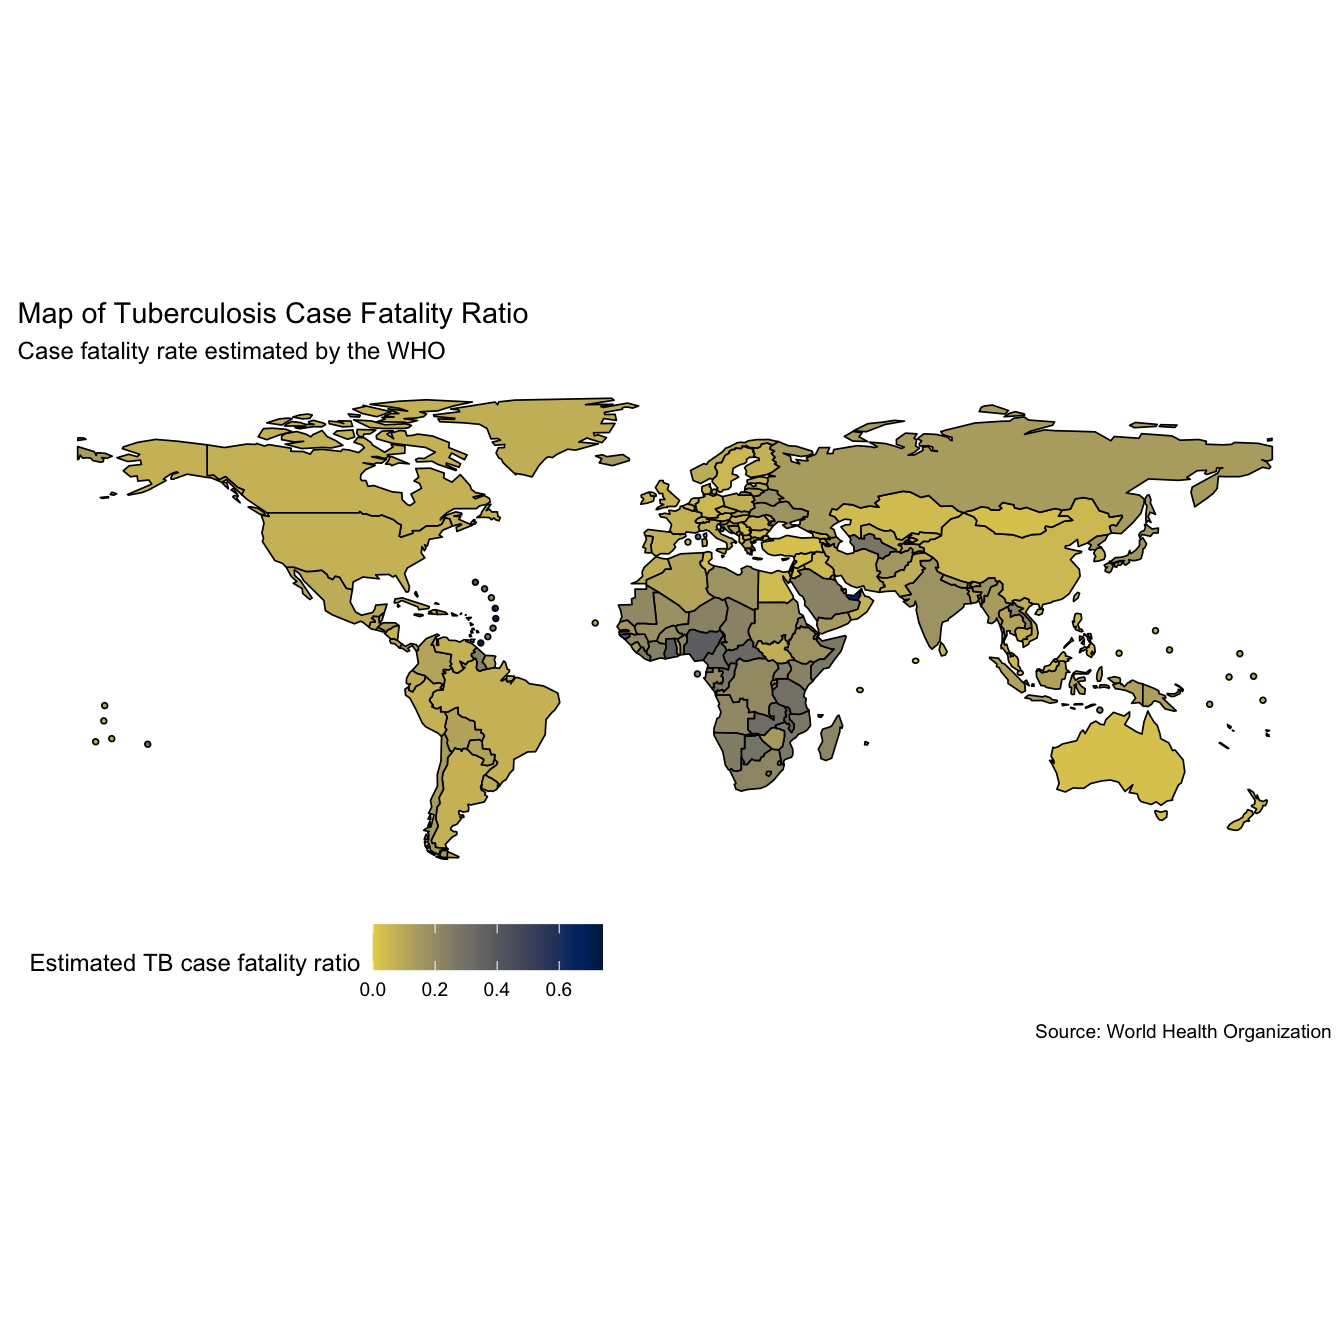 Map of Tuberculosis Case Fatality Ratio
Case fatality rate estimated by the WHO
Estimated TB case fatality ratio
0.0 0.2 0.4 0.6
Source: World Health Organization